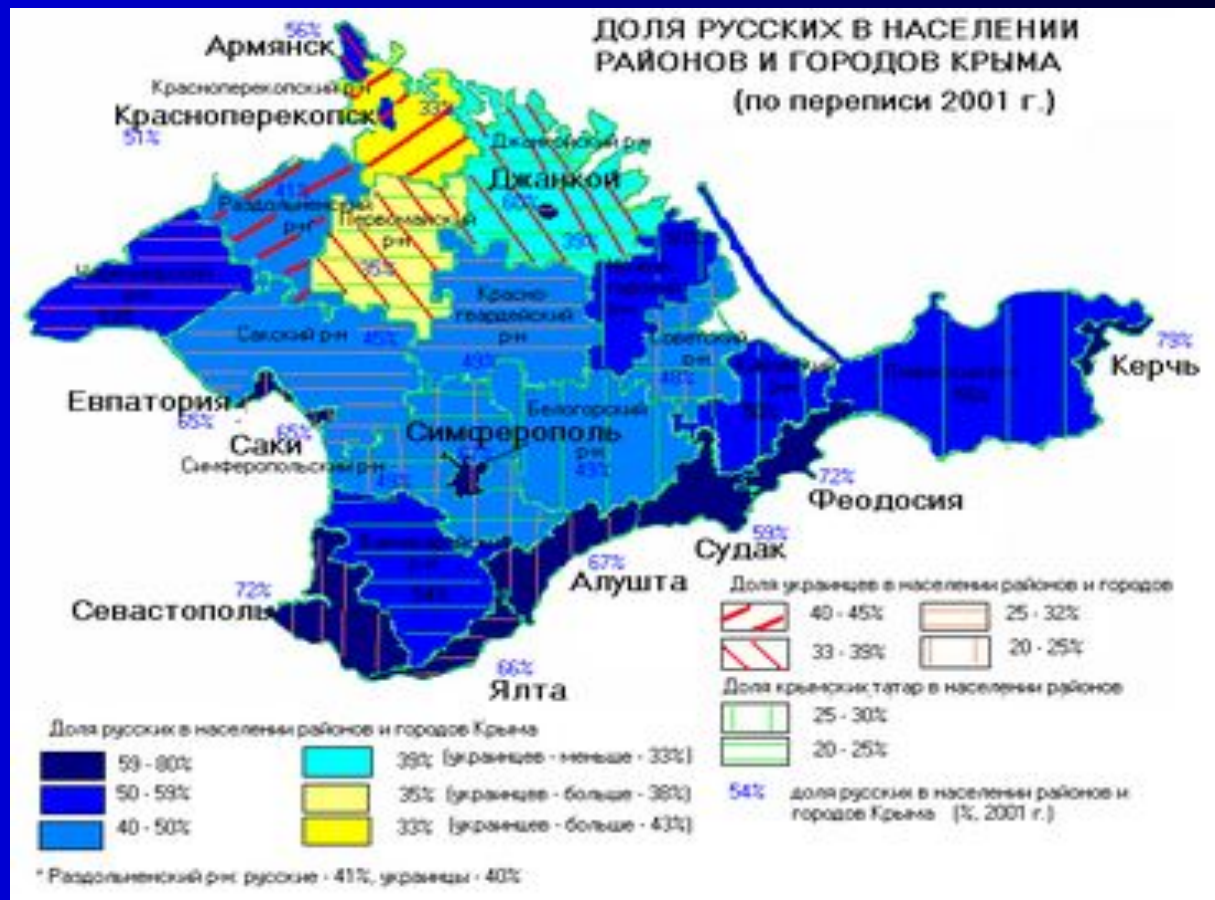 ДОЛЯ РУССКИХ В НАСЕЛЕНИИ
РАЙОНОВ И ГОРОДОВ КРЫМА
(по переписи 2001 г.)
56%
Армянск
Красноперекопский р-н
33%
Красноперекопск
51%
Джанкойский р-н
Джанкой
60%
39%
41%
Раздольненский
р-н
Первомайский
р-н
35%
Красно
гвардейский
р-н
49%
Сакский р-н
45%
Советский
р-н
48%
79%
Керчь
Евпатория
65%
Саки
65%
Белогорский
р-н
49%
Симферополь
Симферопольский р-н
49%
72%
Феодосия
59%
Судак
67%
Алушта
72%
Севастополь
54%
66%
Ялта
Доля украинцев в населении районов и городов
40 - 45%
25 - 32%
33 - 39%
20 - 25%
Доля крымских татар в населении районов
25 - 30%
20 - 25%
54% доля русских в населении районов и
городов Крыма (%, 2001 г.)
Доля русских в населении районов и городов Крыма
59 - 80%
39% (украинцев - меньше - 33%)
50 - 59%
35% (украинцев - больше - 38%)
40 - 50%
33% (украинцев - больше - 43%)
* Раздольненский р-н: русские - 41%, украинцы - 40%